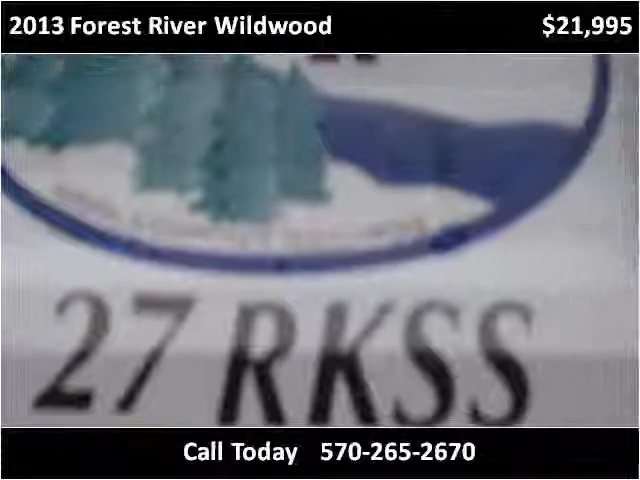 2013 Forest River Wildwood $21,995
27 RKSS
Call Today 570-265-2670